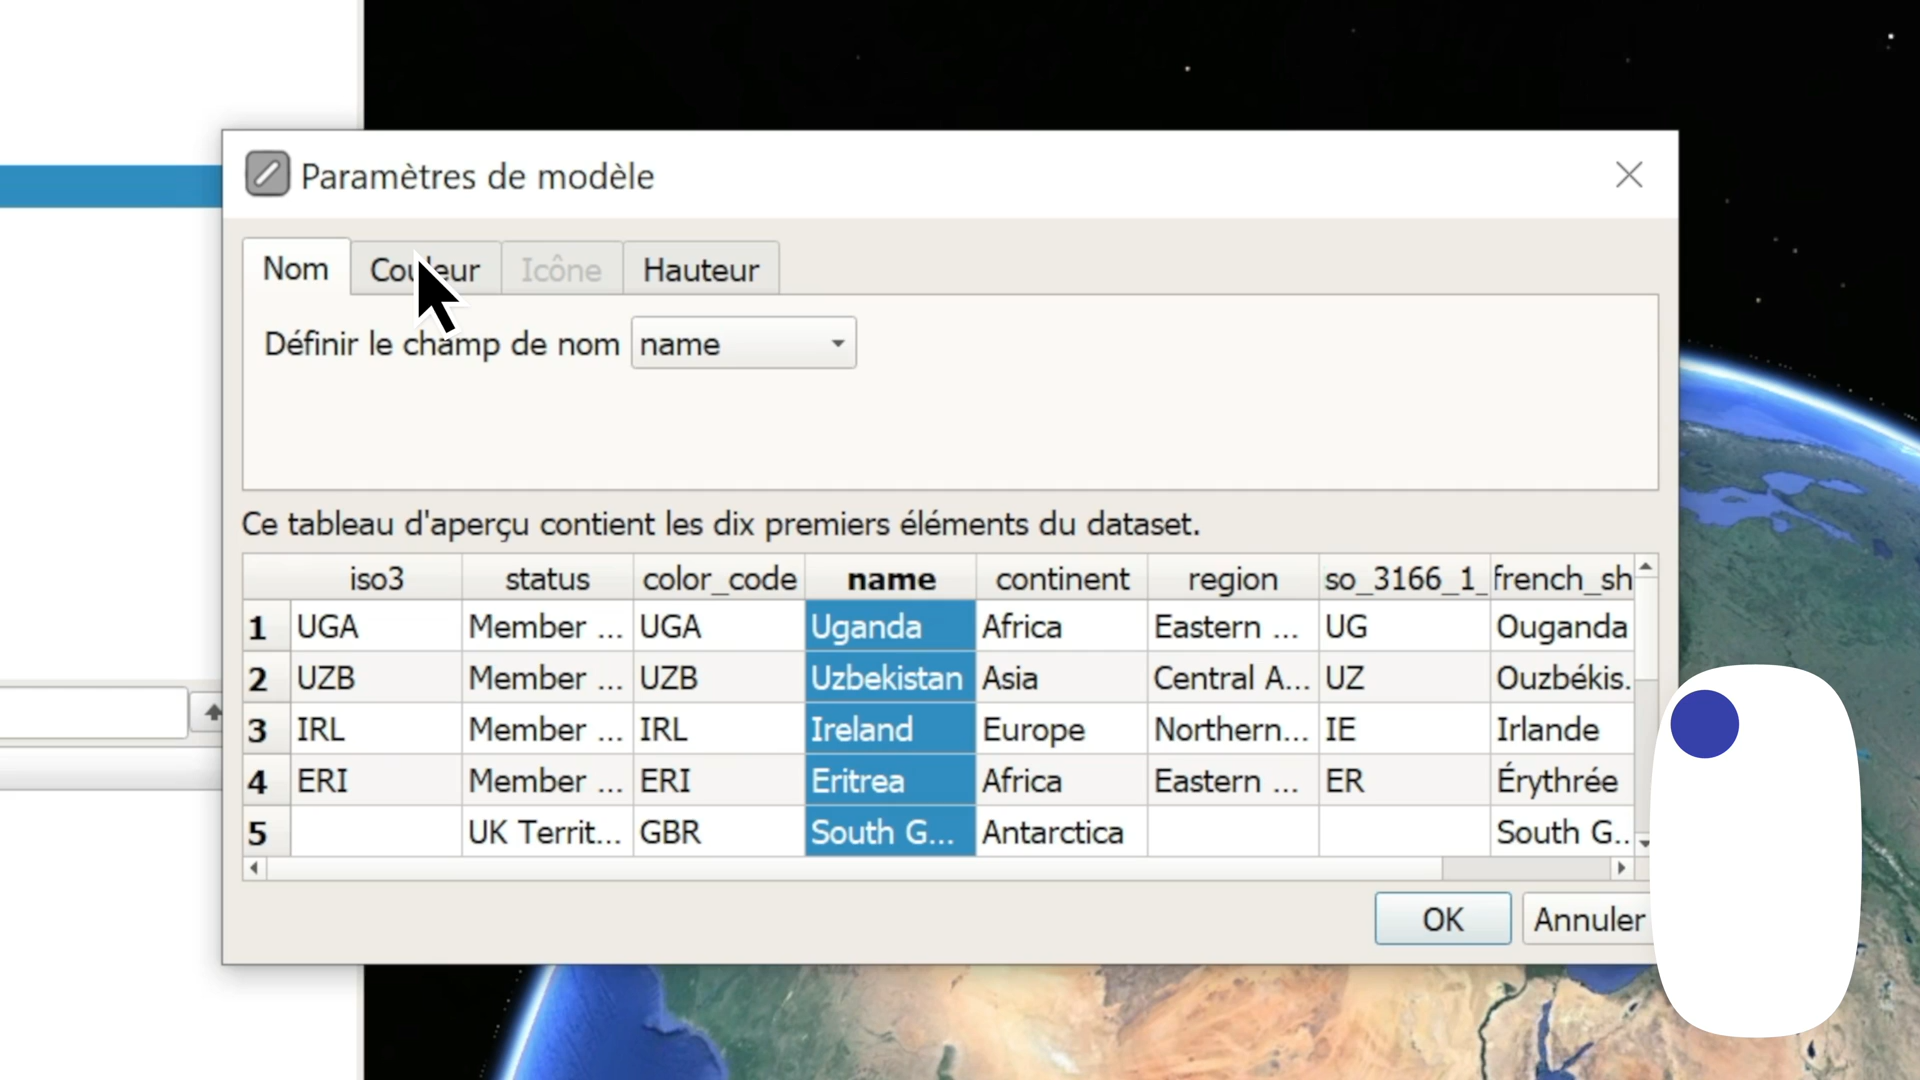 Paramètres de modèle
Nom Couleur Icône Hauteur
Définir le champ de nom name
Ce tableau d'aperçu contient les dix premiers éléments du dataset.
iso3 status color_code name continent region so_3166_1_ french_sh
1 UGA Member ... UGA Uganda Africa Eastern ... UG Ouganda
2 UZB Member ... UZB Uzbekistan Asia Central A... UZ Ouzbékis.
3 IRL Member ... IRL Ireland Europe Northern... IE Irlande
4 ERI Member ... ERI Eritrea Africa Eastern ... ER Érythrée
5 UK Territ... GBR South G... Antarctica South G..
OK Annuler